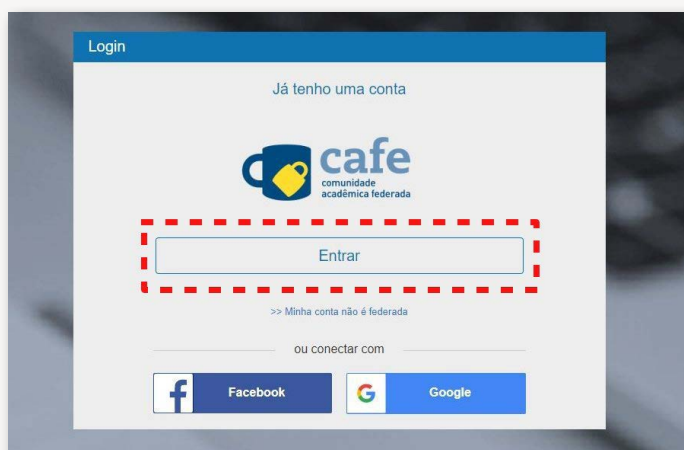 Login
Já tenho uma conta
cafe
comunidade
acadêmica federada
Entrar
>> Minha conta não é federada
ou conectar com
Facebook
Google